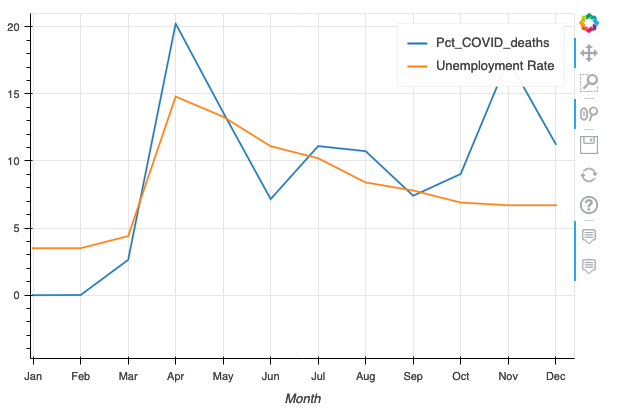 20
15
10
5
0
Pct_COVID_deaths
Unemployment Rate
Jan Feb Mar Apr May Jun Jul Aug Sep Oct Nov Dec
Month